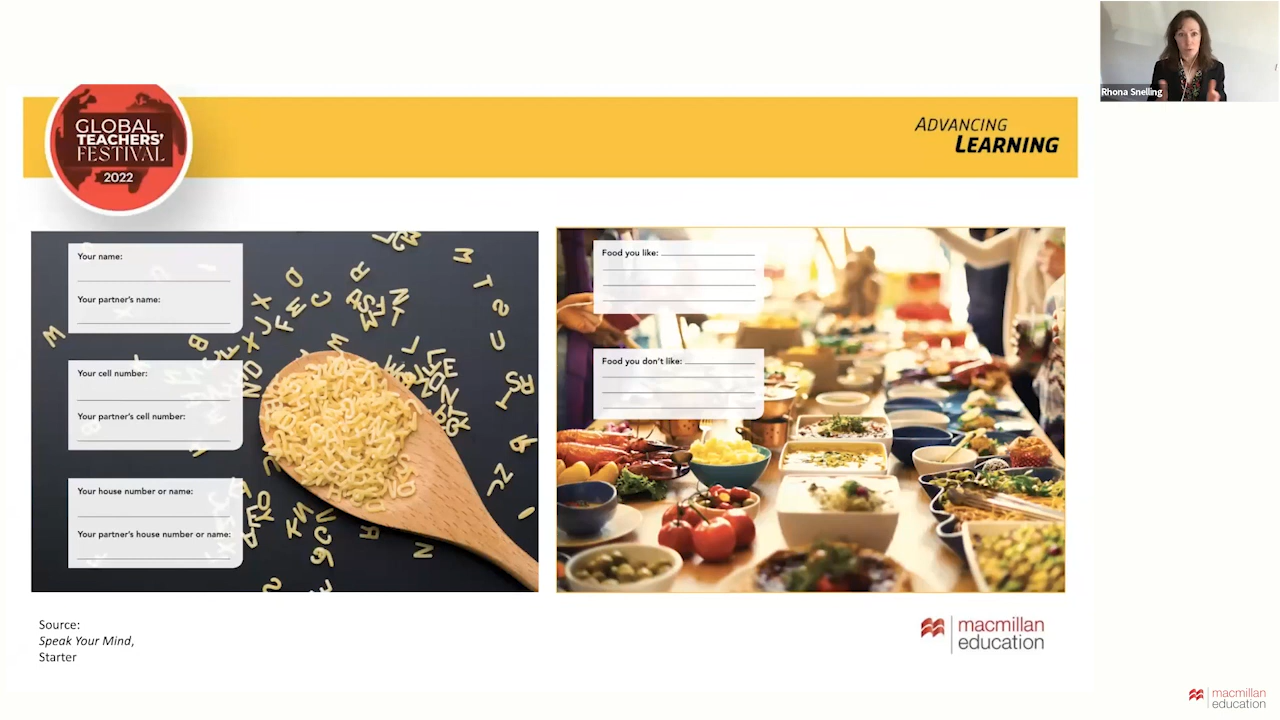 Rhona Snelling
GLOBAL
TEACHERS'
FESTIVAL
2022
ADVANCING
LEARNING
Your name:
Your partner's name:
Your cell number:
Your partner's cell number:
Your house number or name:
Your partner's house number or name:
Food you like:
Food you don't like:
Source:
Speak Your Mind,
Starter
macmillan
education
macmillan
education